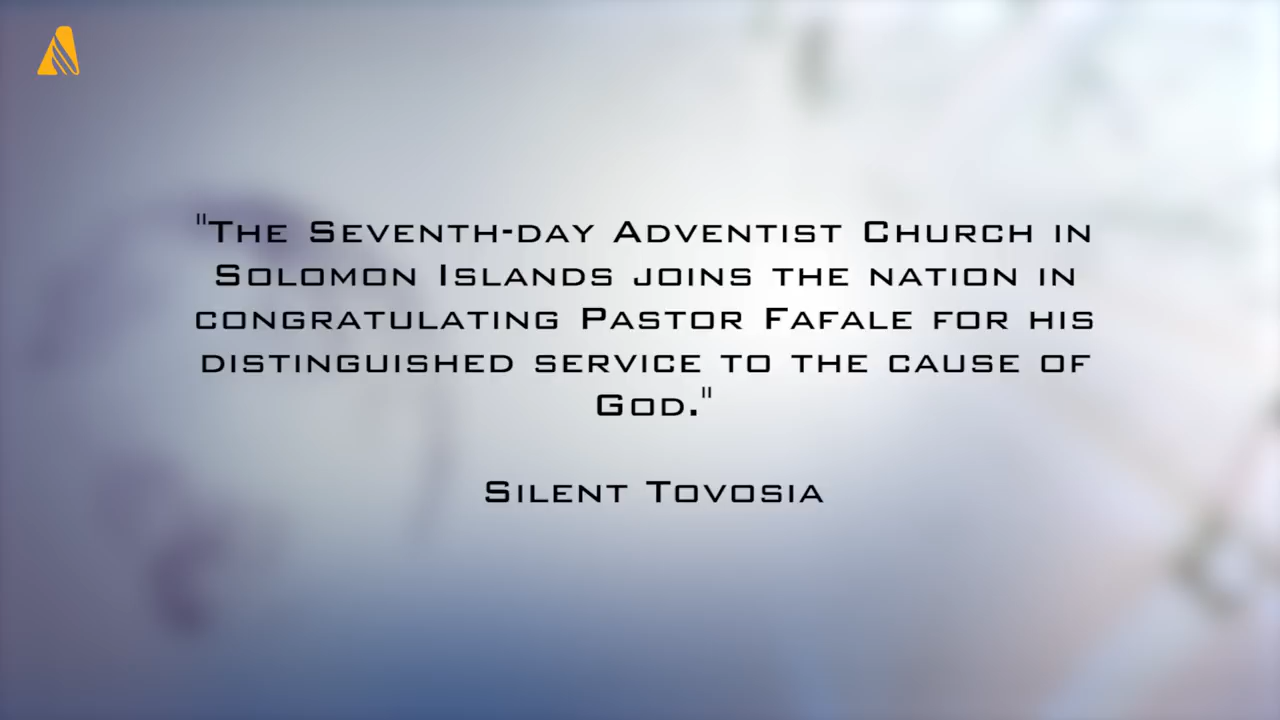 "The Seventh-day Adventist Church in
Solomon Islands joins the nation in
congratulating Pastor Fafale for his
distinguished service to the cause of
God."
Silent Tovosia